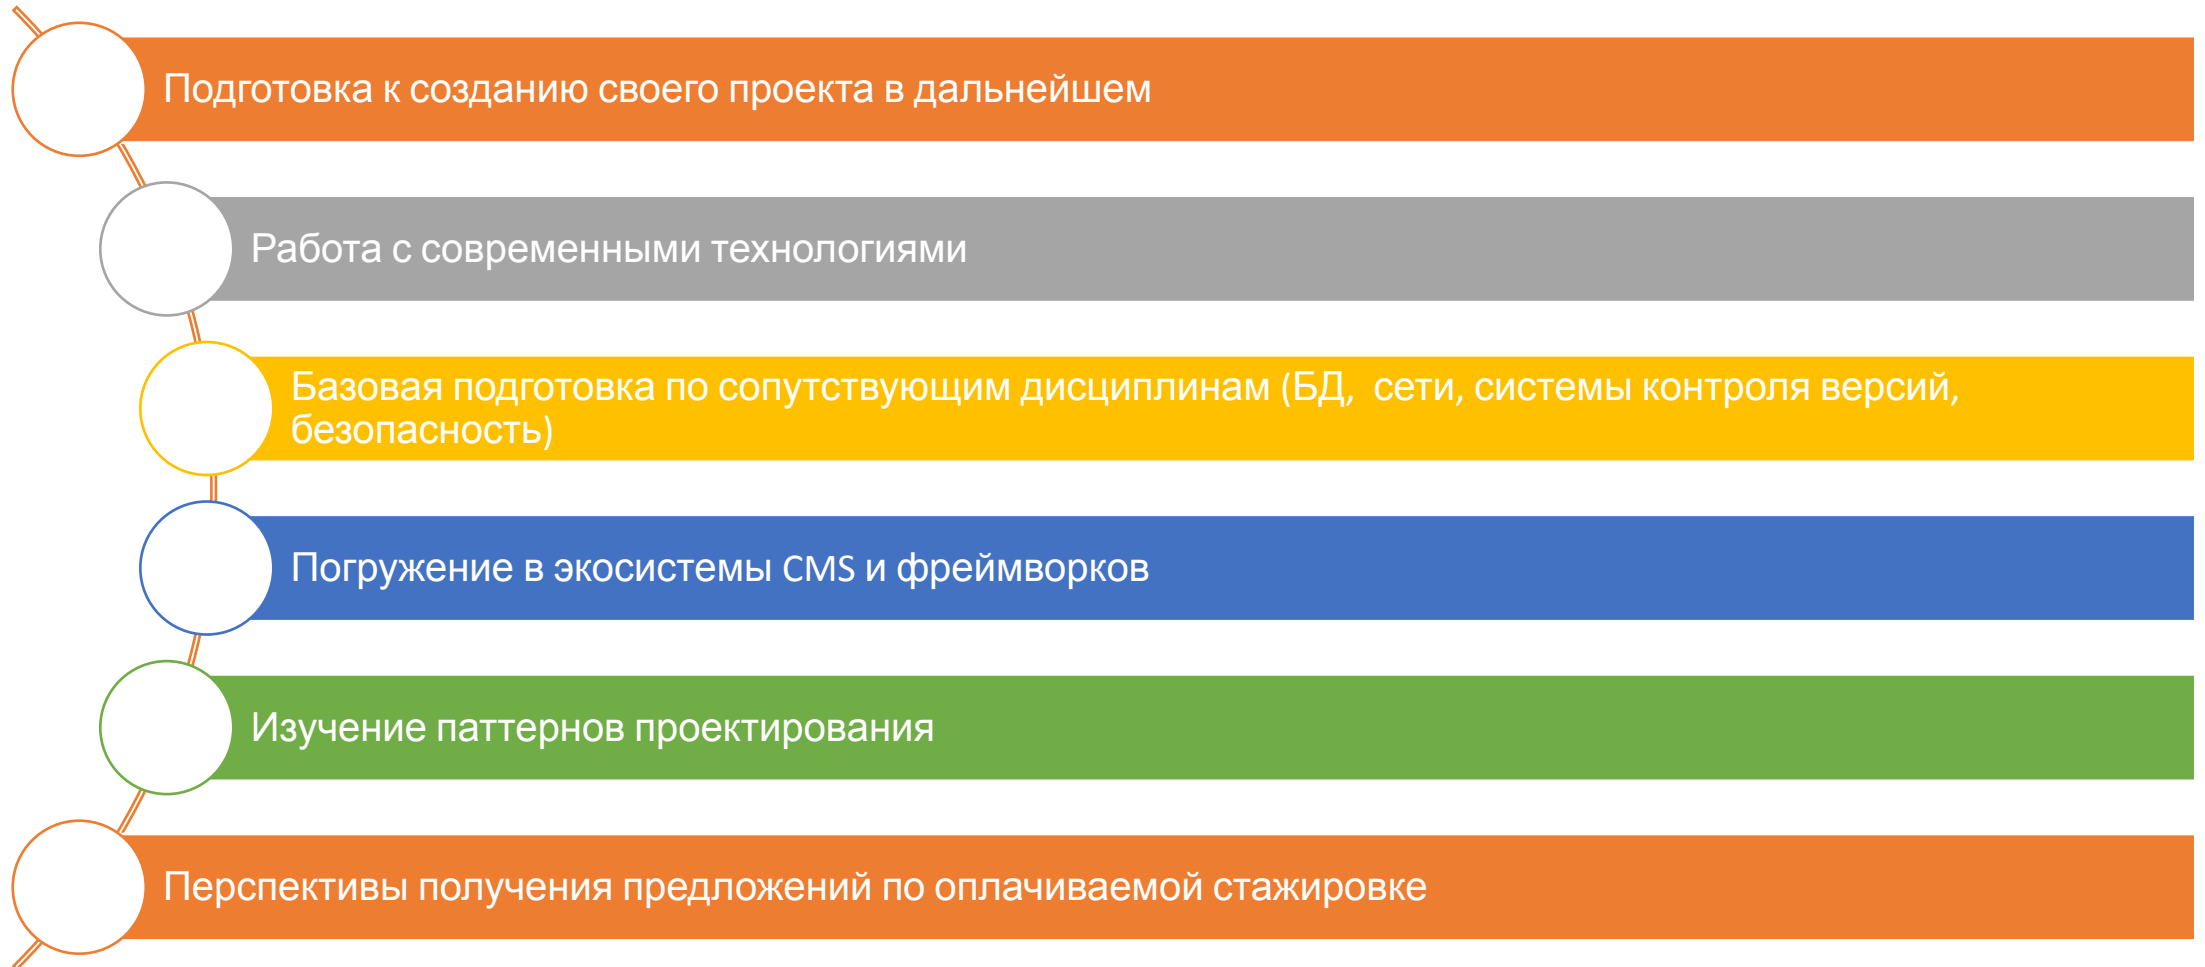 Подготовка к созданию своего проекта в дальнейшем
Работа с современными технологиями
Базовая подготовка по сопутствующим дисциплинам (БД,  сети, системы контроля версий,
безопасность)
Погружение в экосистемы CMS и фреймворков
Изучение паттернов проектирования
Перспективы получения предложений по оплачиваемой стажировке